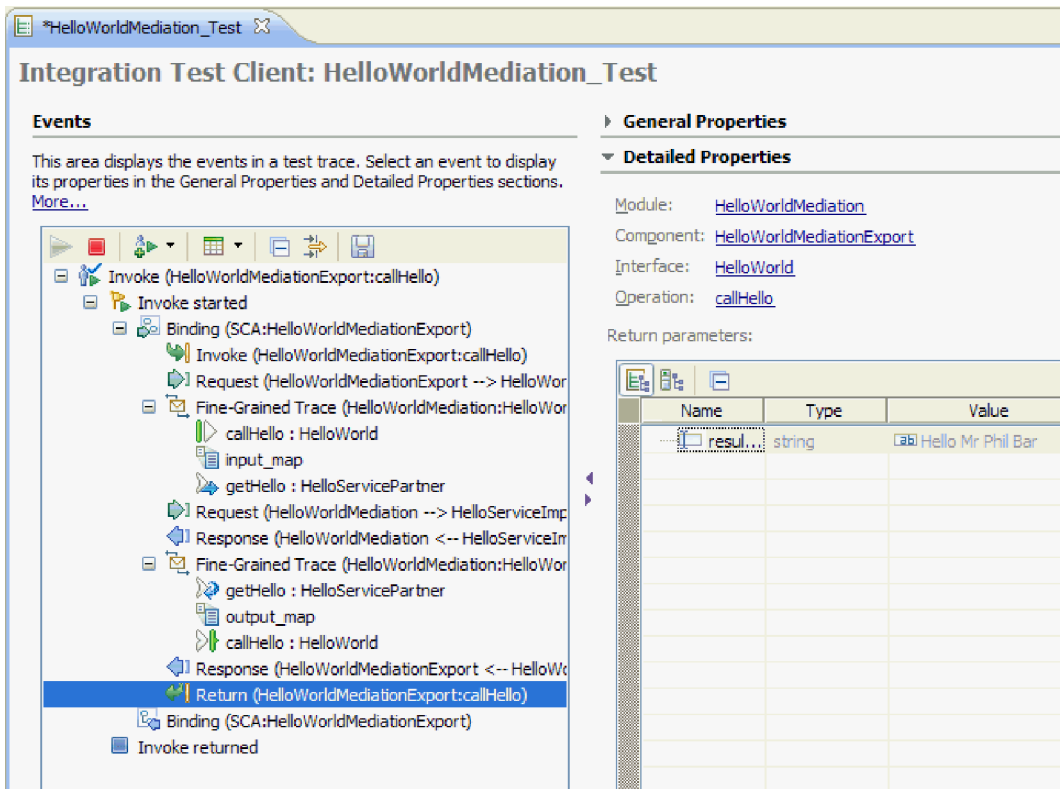 *HelloWorldMediation_Test
Integration Test Client: HelloWorldMediation_Test
Events
This area displays the events in a test trace. Select an event to display
its properties in the General Properties and Detailed Properties sections.
More...
Invoke (HelloWorldMediationExport:callHello)
Invoke started
Binding (SCA:HelloWorldMediationExport)
Invoke (HelloWorldMediationExport:callHello)
Request (HelloWorldMediationExport --> HelloWor
Fine-Grained Trace (HelloWorldMediation:HelloWor
callHello : HelloWorld
input_map
getHello : HelloServicePartner
Request (HelloWorldMediation --> HelloServiceImp
Response (HelloWorldMediation <-- HelloServiceIm
Fine-Grained Trace (HelloWorldMediation:HelloWor
getHello : HelloServicePartner
output_map
callHello : HelloWorld
Response (HelloWorldMediationExport <-- HelloWo
Return (HelloWorldMediationExport:callHello)
Binding (SCA:HelloWorldMediationExport)
Invoke returned
General Properties
Detailed Properties
Module: HelloWorldMediation
Component: HelloWorldMediationExport
Interface: HelloWorld
Operation: callHello
Return parameters:
Name Type Value
resul... string Hello Mr Phil Bar